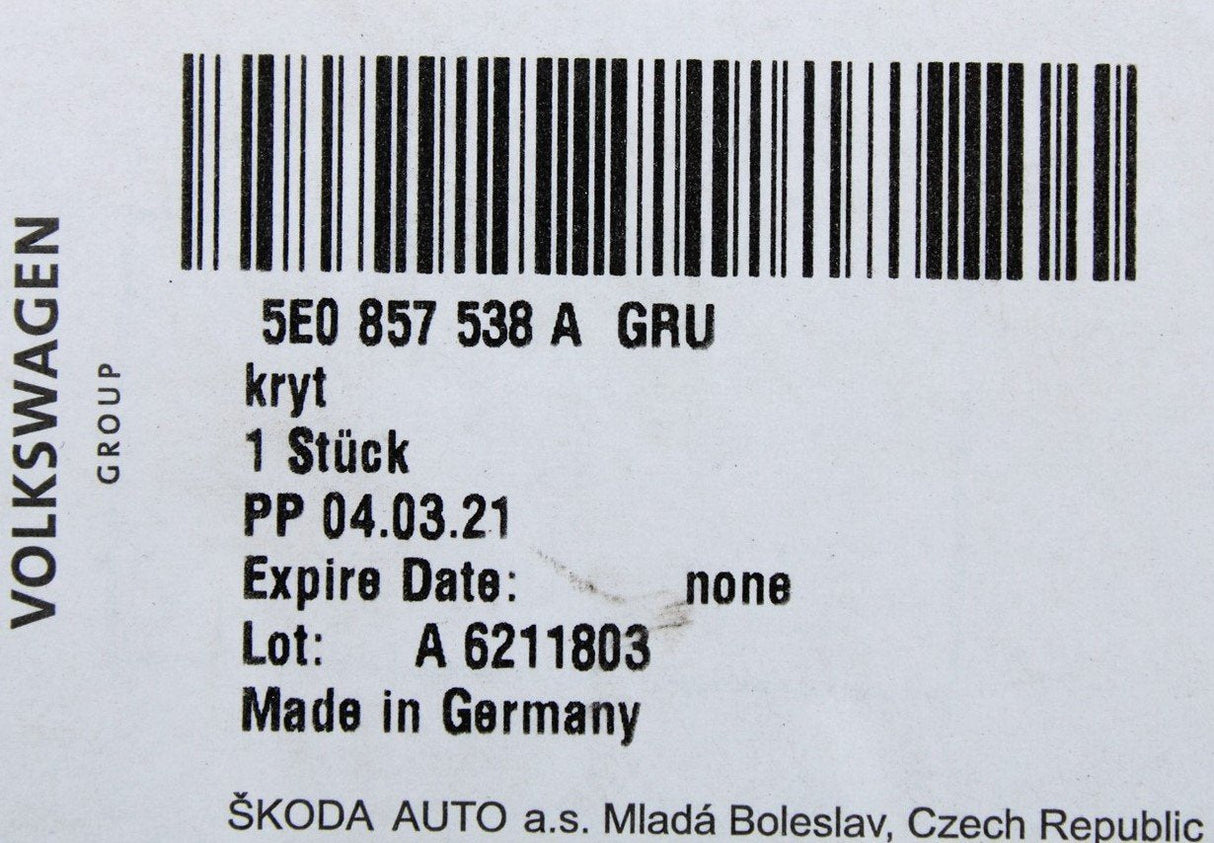 VOLKSWAGEN
GROUP
5E0 857 538 A GRU
kryt
1 Stück
PP 04.03.21
Expire Date: none
Lot: A 6211803
Made in Germany
ŠKODA AUTO a.s. Mladá Boleslav, Czech Republic